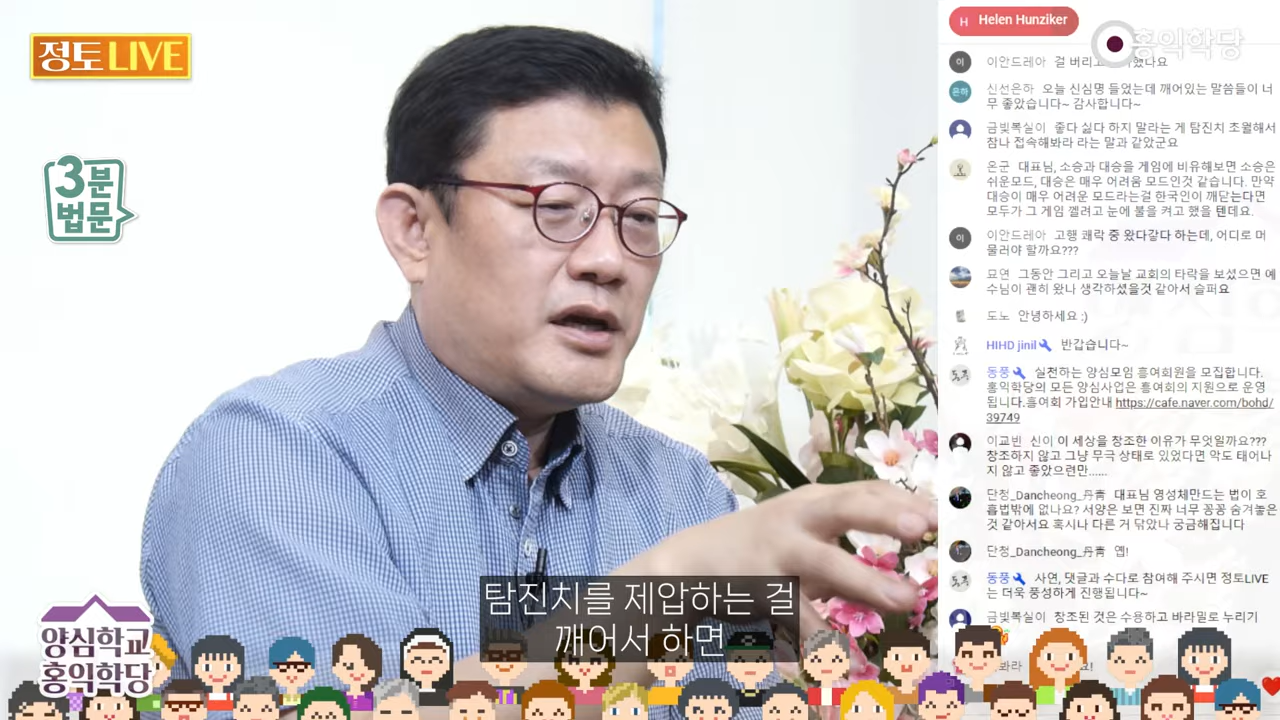 정토 LIVE
3분
법문
탐진치를 제압하는 걸
깨어서 하면
양심학교
홍익학당
H Helen Hunziker
홍익학당
이 이안드레아 걸 버리고
했나요
은하 신선은하 오늘 신심명 들었는데 깨어있는 말씀들이 너
무 좋았습니다~ 감사합니다~
금빛복실이 좋다 싫다 하지 말라는 게 탐진치 초월해서
참나 접속해봐라 라는 말과 같았군요
온군 대표님, 소승과 대승을 게임에 비유해보면 소승은
쉬운모드, 대승은 매우 어려움 모드인것 같습니다. 만약
대승이 매우 어려운 모드라는걸 한국인이 깨닫는다면
모두가 그 게임 깰려고 눈에 불을 켜고 했을 텐데요.
이 이안드레아 고행 쾌락 중 왔다갔다 하는데, 어디로 머
물러야 할까요???
묘연 그동안 그리고 오늘날 교회의 타락을 보셨으면 예
수님이 괜히 왔나 생각하셨을것 같아서 슬퍼요
도노 안녕하세요 :)
HIHD jinil 반갑습니다~
동풍 실천하는 양심모임 흥여회원을 모집합니다.
홍익학당의 모든 양심사업은 흥여회의 지원으로 운영
됩니다.흥여회 가입안내 https://cafe.naver.com/bohd/
39749
이교빈 신이 이 세상을 창조한 이유가 무엇일까요???
창조하지 않고 그냥 무극 상태로 있었다면 악도 태어나
지 않고 좋았으련만......
단청_Dancheong_丹靑 대표님 영성체만드는 법이 호
흡법밖에 없나요? 서양은 보면 진짜 너무 꽁꽁 숨겨놓은
것 같아서요 혹시나 다른 거 닦았나 궁금해집니다
단청_Dancheong_丹靑 옙!
동풍 사연, 댓글과 수다로 참여해 주시면 정토LIVE
는 더욱 풍성하게 진행됩니다~
금빛복실이 창조된 것은 수용하고 바라밀로 누리기
봐라
요!